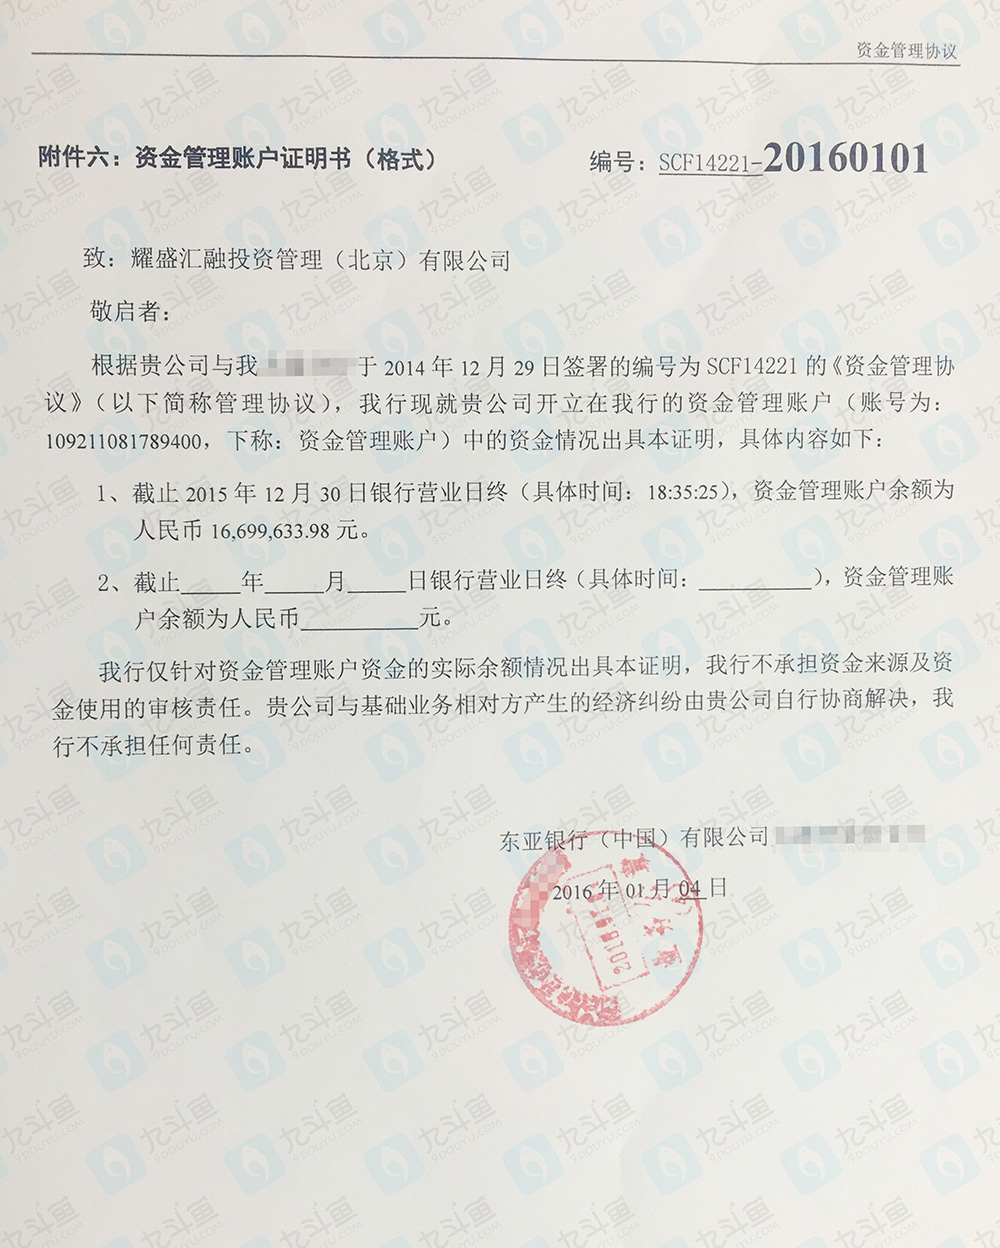 资金管理协议
附件六：资金管理账户证明书（格式） 编号：SCF14221-20160101
致：耀盛汇融投资管理（北京）有限公司
敬启者：
根据贵公司与我 于 2014 年 12 月 29 日签署的编号为 SCF14221 的《资金管理协
议》（以下简称管理协议），我行现就贵公司开立在我行的资金管理账户（账号为：
109211081789400，下称：资金管理账户）中的资金情况出具本证明，具体内容如下：
1、截止 2015 年 12 月 30 日银行营业日终（具体时间：18:35:25），资金管理账户余额为
人民币 16,699,633.98 元。
2、截止_____年_____月_____日银行营业日终（具体时间：__________），资金管理账
户余额为人民币__________元。
我行仅针对资金管理账户资金的实际余额情况出具本证明，我行不承担资金来源及资
金使用的审核责任。贵公司与基础业务相对方产生的经济纠纷由贵公司自行协商解决，我
行不承担任何责任。
东亚银行（中国）有限公司
2016 年 01 月 04 日
九斗鱼
9DOUYU.COM